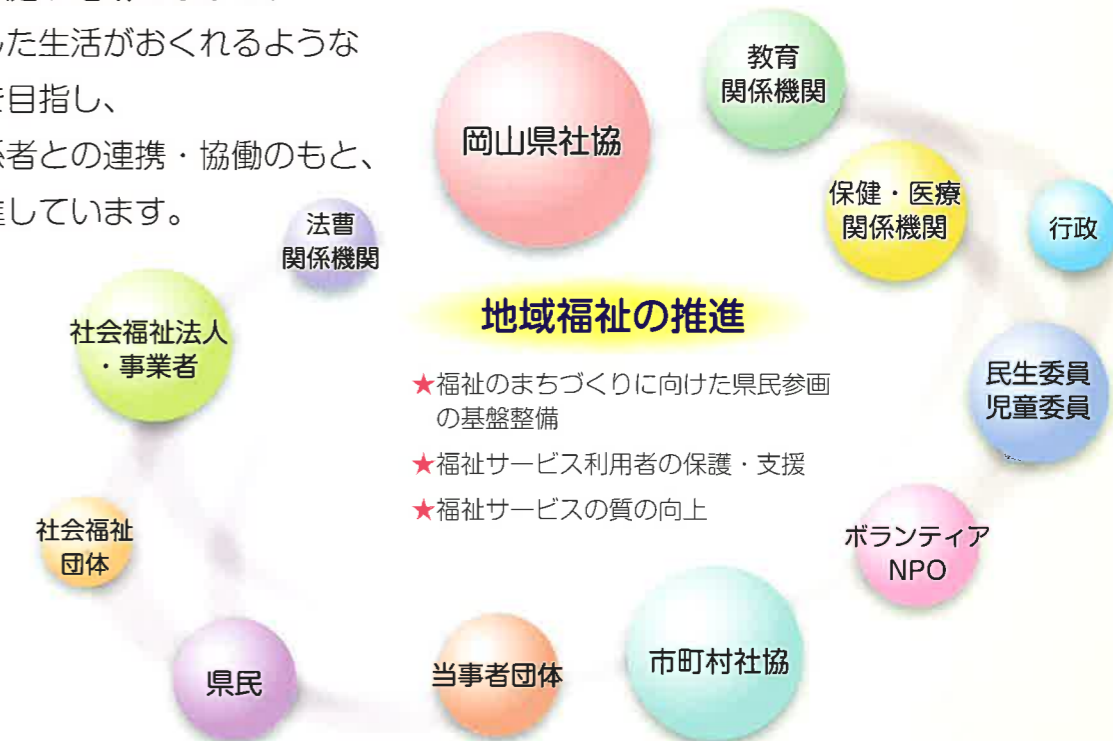 した生活がおくれるような
を目指し、
係者との連携・協働のもと、
進しています。
岡山県社協
教育
関係機関
保健・医療
関係機関
行政
法曹
関係機関
社会福祉法人
・事業者
地域福祉の推進
★福祉のまちづくりに向けた県民参画
の基盤整備
★福祉サービス利用者の保護・支援
★福祉サービスの質の向上
民生委員
児童委員
社会福祉
団体
ボランティア
NPO
県民
当事者団体
市町村社協